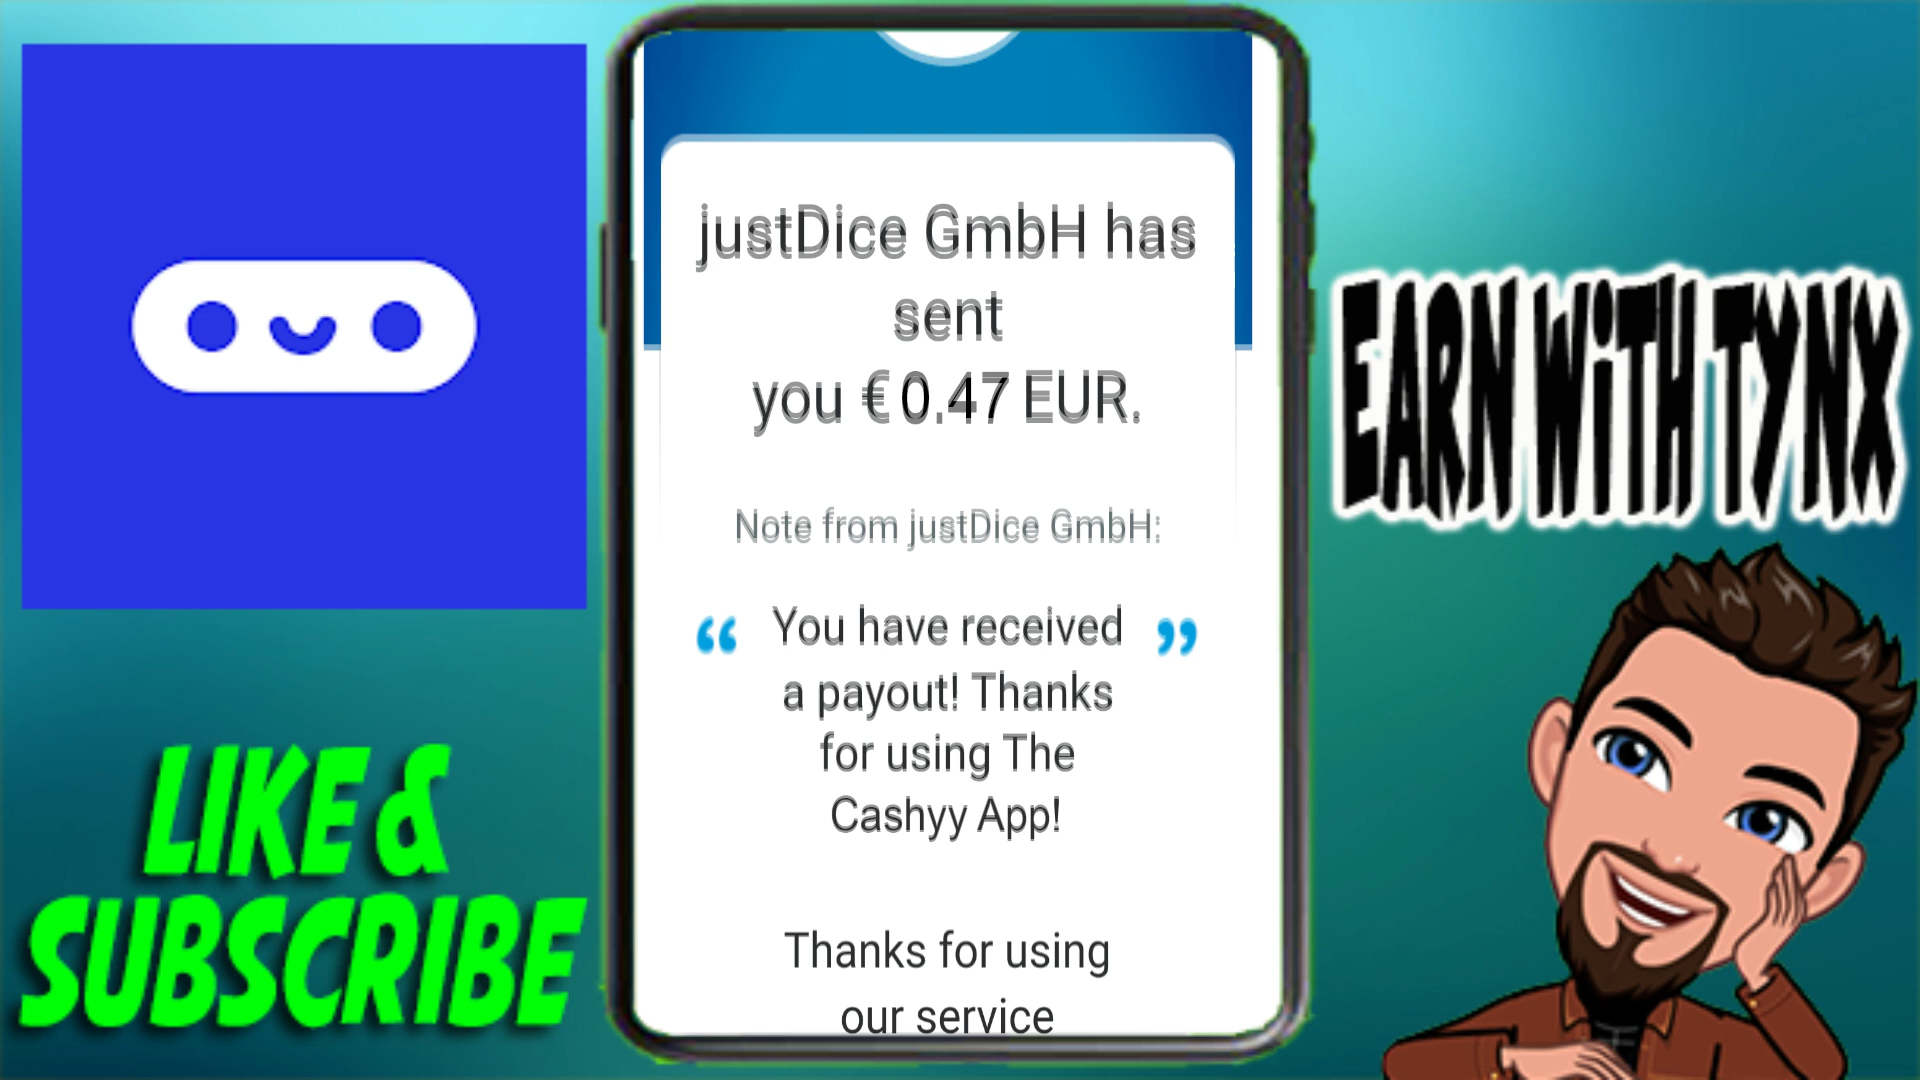 justDice GmbH has
sent
you € 0.47 EUR.
Note from justDice GmbH:
“ You have received ”
a payout! Thanks
for using The
Cashyy App!
Thanks for using
our service
EARN WiTH TYNX
LIKE &
SUBSCRIBE